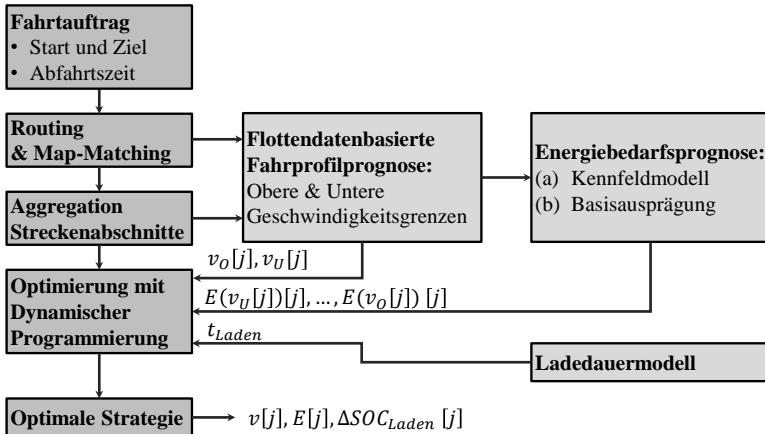 Fahrtauftrag
• Start und Ziel
• Abfahrtszeit
Routing
& Map-Matching
Aggregation
Streckenabschnitte
Optimierung mit
Dynamischer
Programmierung
Optimale Strategie
Flottendatenbasierte
Fahrprofilprognose:
Obere & Untere
Geschwindigkeitsgrenzen
Energiebedarfsprognose:
(a) Kennfeldmodell
(b) Basisausprägung
v_O[j], v_U[j]
E(v_U[j])[j], … , E(v_O[j]) [j]
t_Laden
Ladedauermodell
v[j], E[j], ΔSOC_Laden [j]